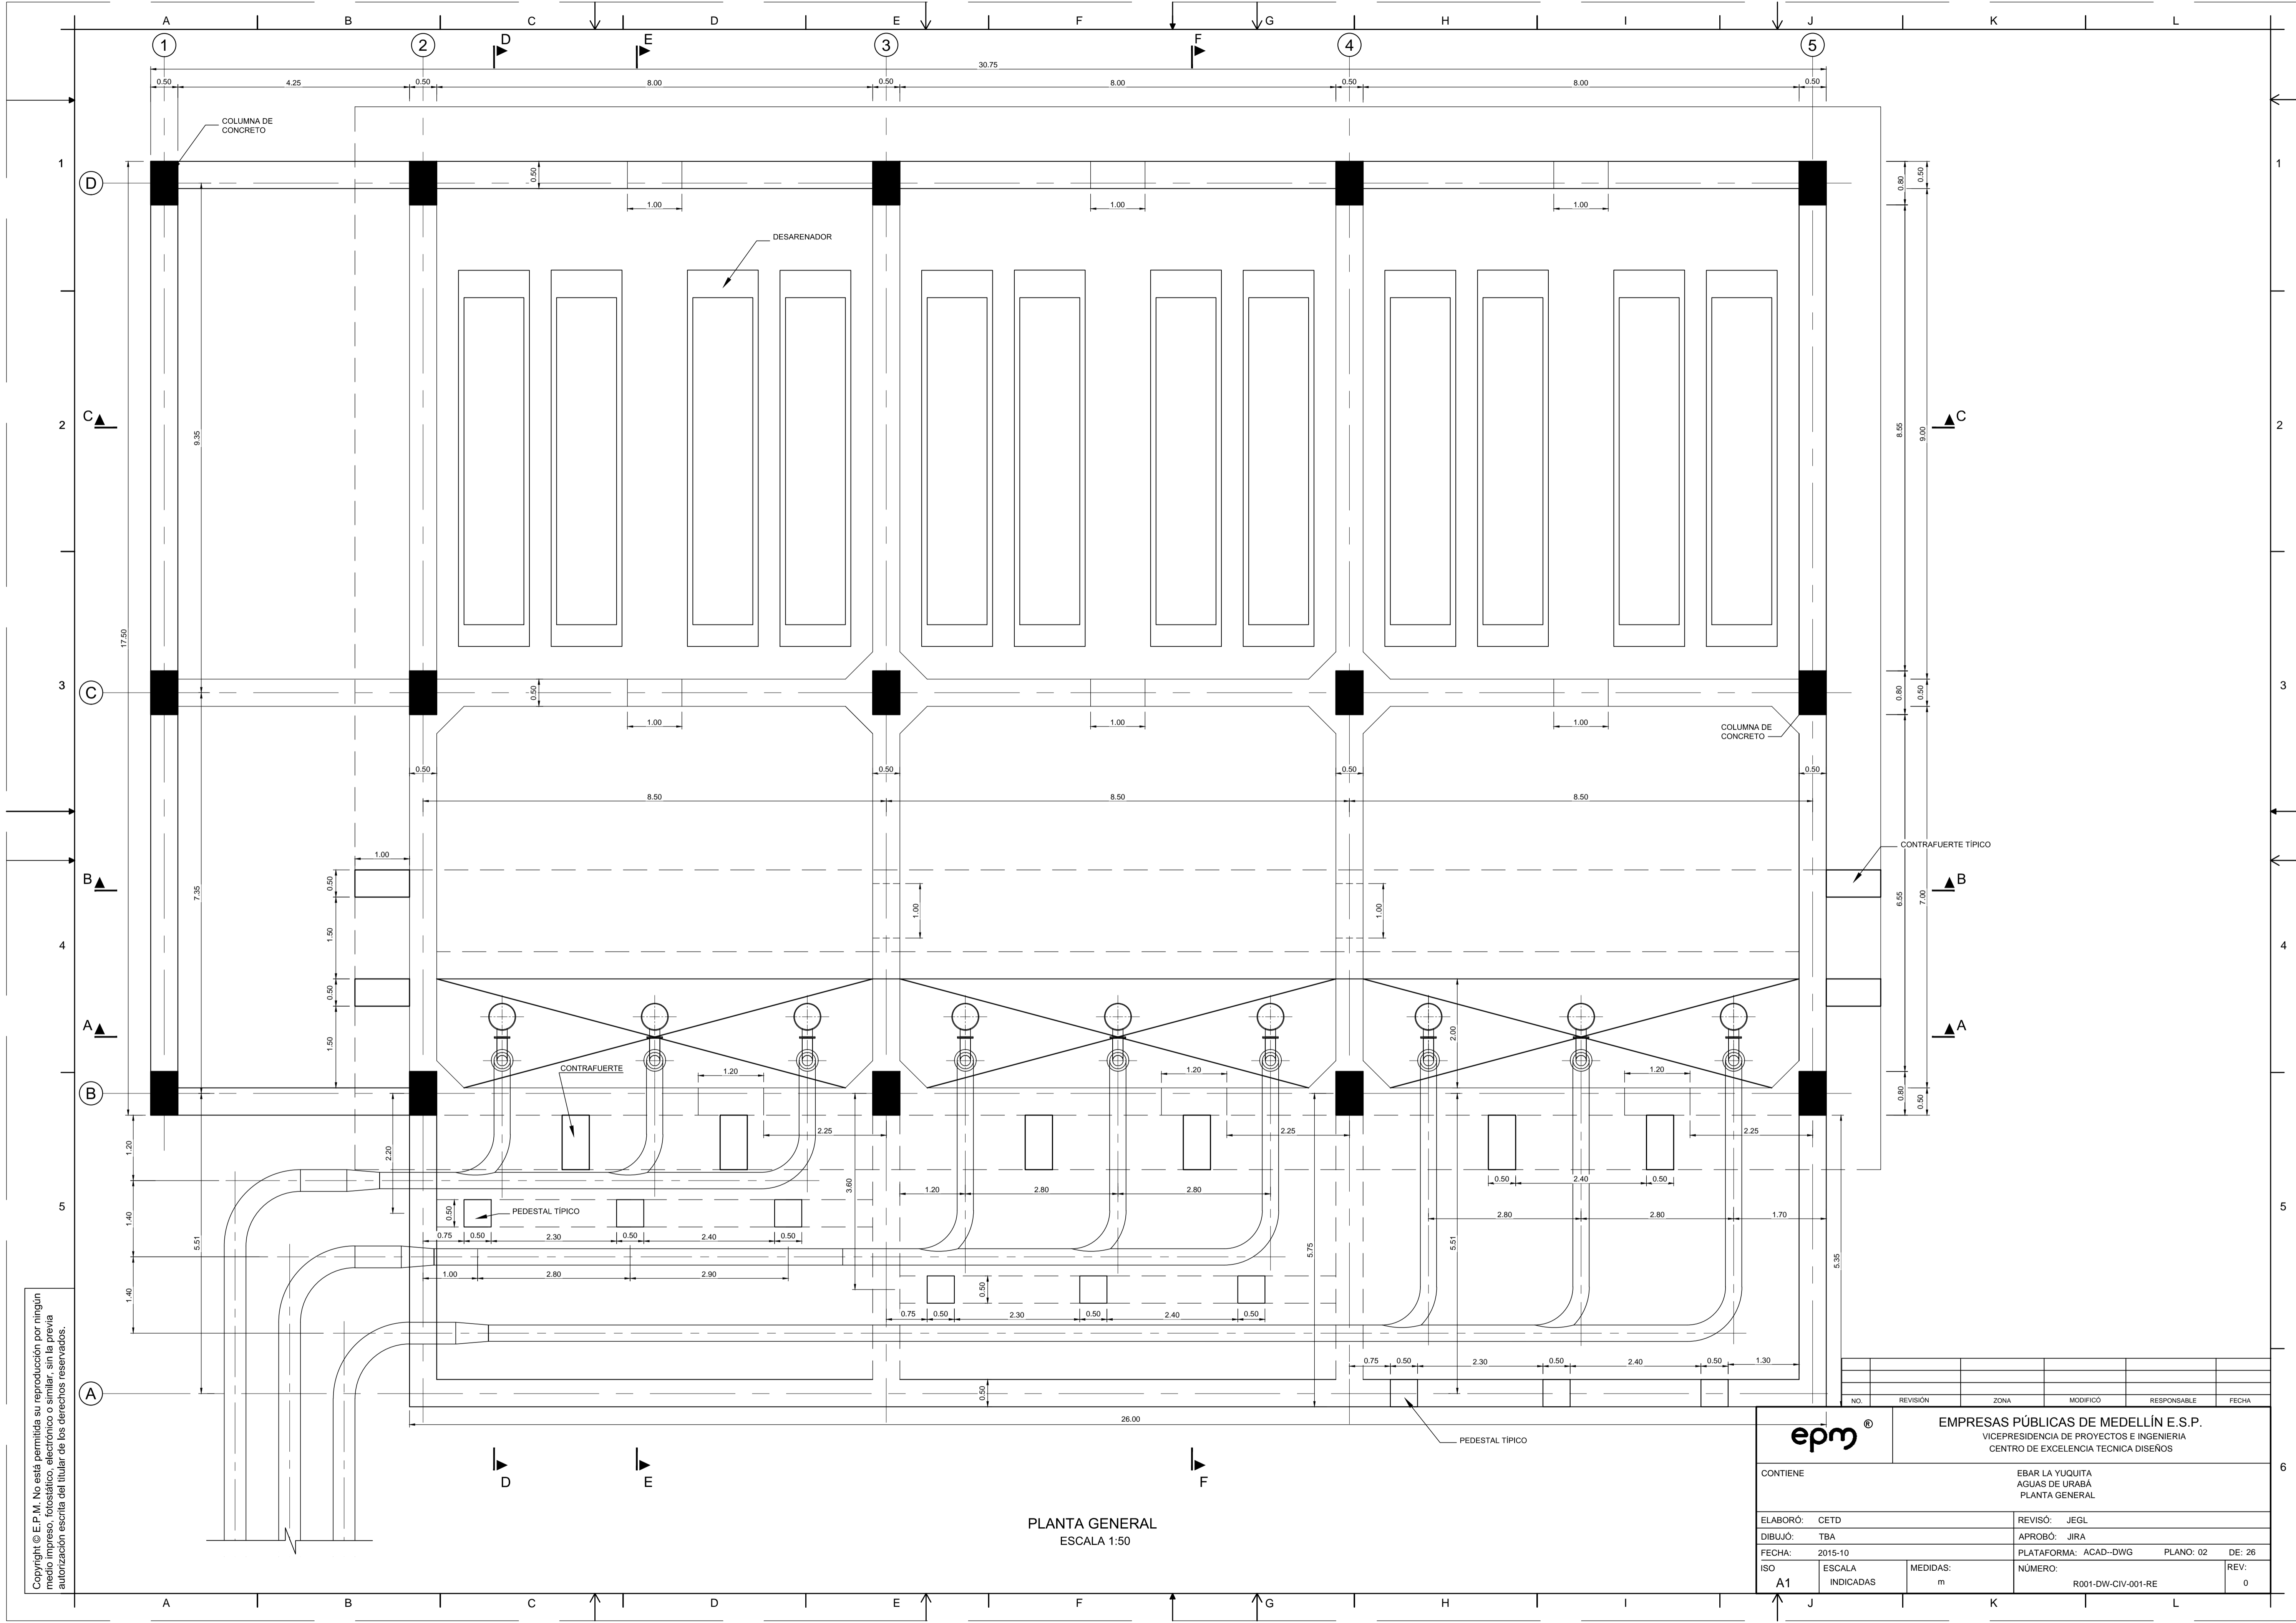 A B C D E F G H I J K L
1 2 D E 3 F 4 5
30.75
0.50 4.25 0.50 8.00 0.50 8.00 0.50 8.00 0.50
COLUMNA DE
CONCRETO
1 1
D
0.50
0.80 0.50
1.00 1.00 1.00
DESARENADOR
C C
2 2
9.35
8.55 9.00
17.50
3 3
C
0.50
0.80 0.50
1.00 1.00 1.00
COLUMNA DE
CONCRETO
0.50 0.50 0.50 0.50
8.50 8.50 8.50
CONTRAFUERTE TÍPICO
1.00
B B
0.50
7.35
6.55 7.00
1.00 1.00
1.50
4 4
0.50
A A
1.50
2.00
CONTRAFUERTE
1.20 1.20 1.20
B
0.80 0.50
2.25 2.25 2.25
1.20
2.20
0.50 2.40 0.50
3.60
1.20 2.80 2.80
5 5
PEDESTAL TÍPICO
0.50
2.80 2.80 1.70
1.40
5.51
0.75 0.50 2.30 0.50 2.40 0.50
5.75
5.51
5.35
1.00 2.80 2.90
1.40
0.50
0.75 0.50 2.30 0.50 2.40 0.50
0.75 0.50 2.30 0.50 2.40 0.50 1.30
A
0.50
26.00
PEDESTAL TÍPICO
D E F
PLANTA GENERAL
ESCALA 1:50
Copyright © E.P.M. No está permitida su reproducción por ningún
medio impreso, fotostático, electrónico o similar, sin la previa
autorización escrita del titular de los derechos reservados.
NO. REVISIÓN ZONA MODIFICÓ RESPONSABLE FECHA
epm ®
EMPRESAS PÚBLICAS DE MEDELLÍN E.S.P.
VICEPRESIDENCIA DE PROYECTOS E INGENIERIA
CENTRO DE EXCELENCIA TECNICA DISEÑOS
6
CONTIENE
EBAR LA YUQUITA
AGUAS DE URABÁ
PLANTA GENERAL
ELABORÓ: CETD REVISÓ: JEGL
DIBUJÓ: TBA APROBÓ: JIRA
FECHA: 2015-10 PLATAFORMA: ACAD--DWG PLANO: 02 DE: 26
ISO ESCALA MEDIDAS: NÚMERO: REV:
A1 INDICADAS m R001-DW-CIV-001-RE 0
A B C D E F G H I J K L